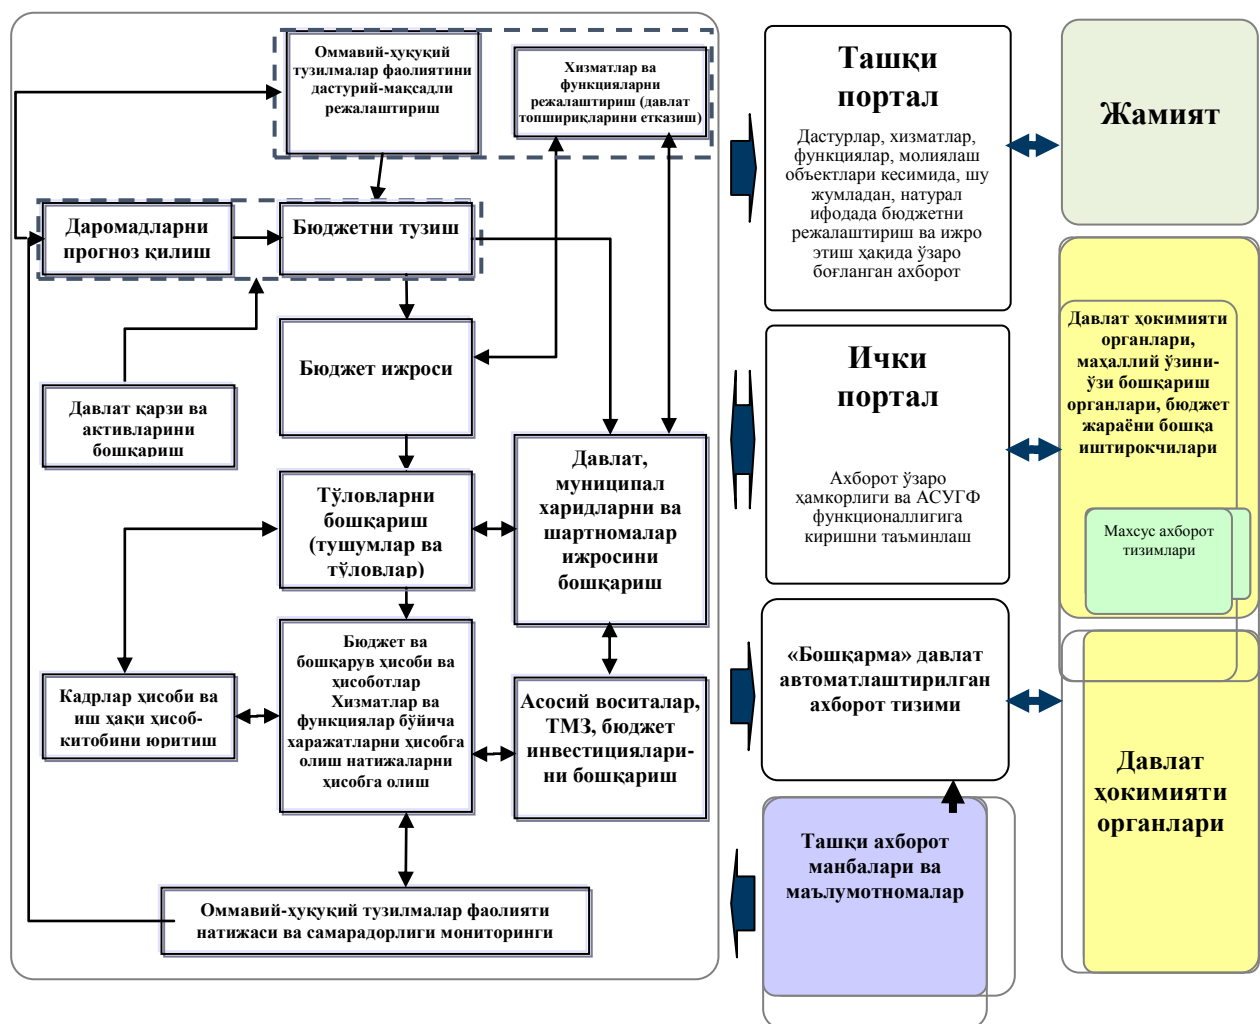 Оммавий-ҳуқуқий
тузилмалар фаолиятини
дастурий-мақсадли
режалаштириш
Хизматлар ва
функцияларни
режалаштириш (давлат
топшириқларини етказиш)
Даромадларни
прогноз қилиш
Бюджетни тузиш
Бюджет ижроси
Давлат қарзи ва
активларини
бошқариш
Тўловларни
бошқариш
(тушумлар ва
тўловлар)
Давлат,
муниципал
харидларни ва
шартномалар
ижросини
бошқариш
Кадрлар ҳисоби ва
иш ҳақи ҳисоб-
китобини юритиш
Бюджет ва
бошқарув ҳисоби ва
ҳисоботлар
Хизматлар ва
функциялар бўйича
харажатларни ҳисобга
олиш натижаларни
ҳисобга олиш
Асосий воситалар,
ТМЗ, бюджет
инвестициялари-
ни бошқариш
Оммавий-ҳуқуқий тузилмалар фаолияти
натижаси ва самарадорлиги мониторинги
Ташқи
портал
Дастурлар, хизматлар,
функциялар, молиялаш
объектлари кесимида, шу
жумладан, натурал
ифодада бюджетни
режалаштириш ва ижро
этиш ҳақида ўзаро
боғланган ахборот
Ички
портал
Ахборот ўзаро
ҳамкорлиги ва АСУГФ
функционаллигига
киришни таъминлаш
«Бошқарма» давлат
автоматлаштирилган
ахборот тизими
Ташқи ахборот
манбалари ва
маълумотномалар
Жамият
Давлат ҳокимияти
органлари,
маҳаллий ўзини-
ўзи бошқариш
органлари, бюджет
жараёни бошқа
иштирокчилари
Махсус ахборот
тизимлари
Давлат
ҳокимияти
органлари